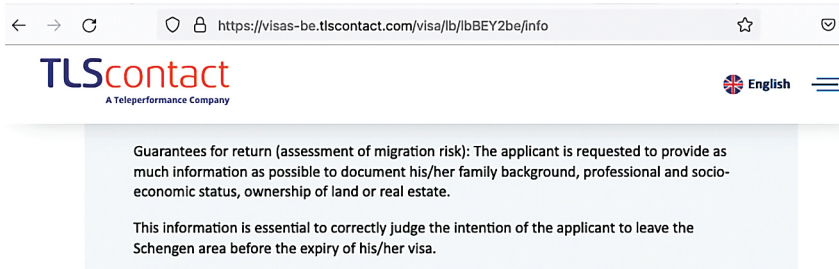 https://visas-be.tlscontact.com/visa/lb/lbBEY2be/info
TLScontact
A Teleperformance Company
English
Guarantees for return (assessment of migration risk): The applicant is requested to provide as
much information as possible to document his/her family background, professional and socio-
economic status, ownership of land or real estate.
This information is essential to correctly judge the intention of the applicant to leave the
Schengen area before the expiry of his/her visa.